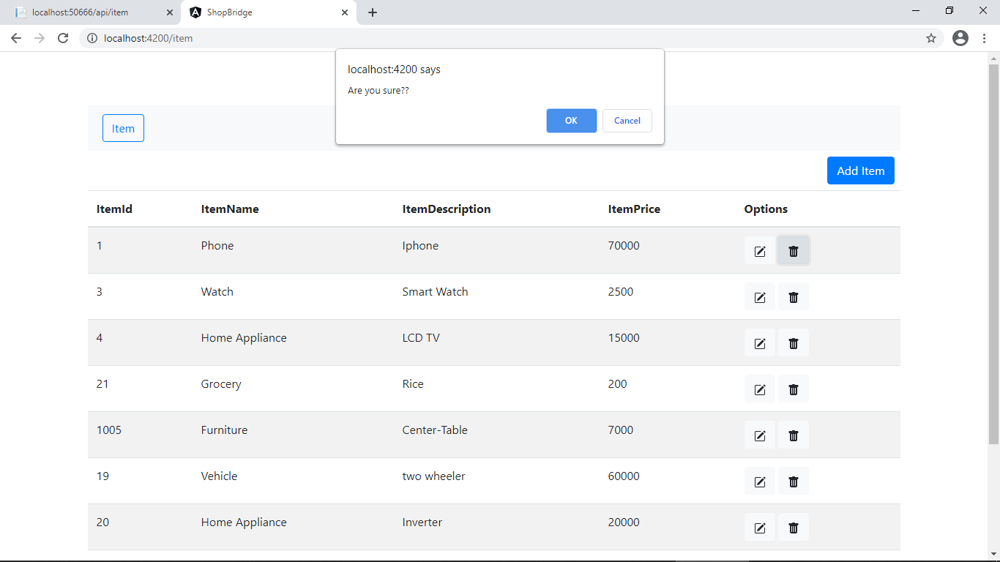 localhost:50666/api/item
ShopBridge
localhost:4200/item
localhost:4200 says
Are you sure??
OK Cancel
Item
Add Item
ItemId ItemName ItemDescription ItemPrice Options
1 Phone Iphone 70000
3 Watch Smart Watch 2500
4 Home Appliance LCD TV 15000
21 Grocery Rice 200
1005 Furniture Center-Table 7000
19 Vehicle two wheeler 60000
20 Home Appliance Inverter 20000